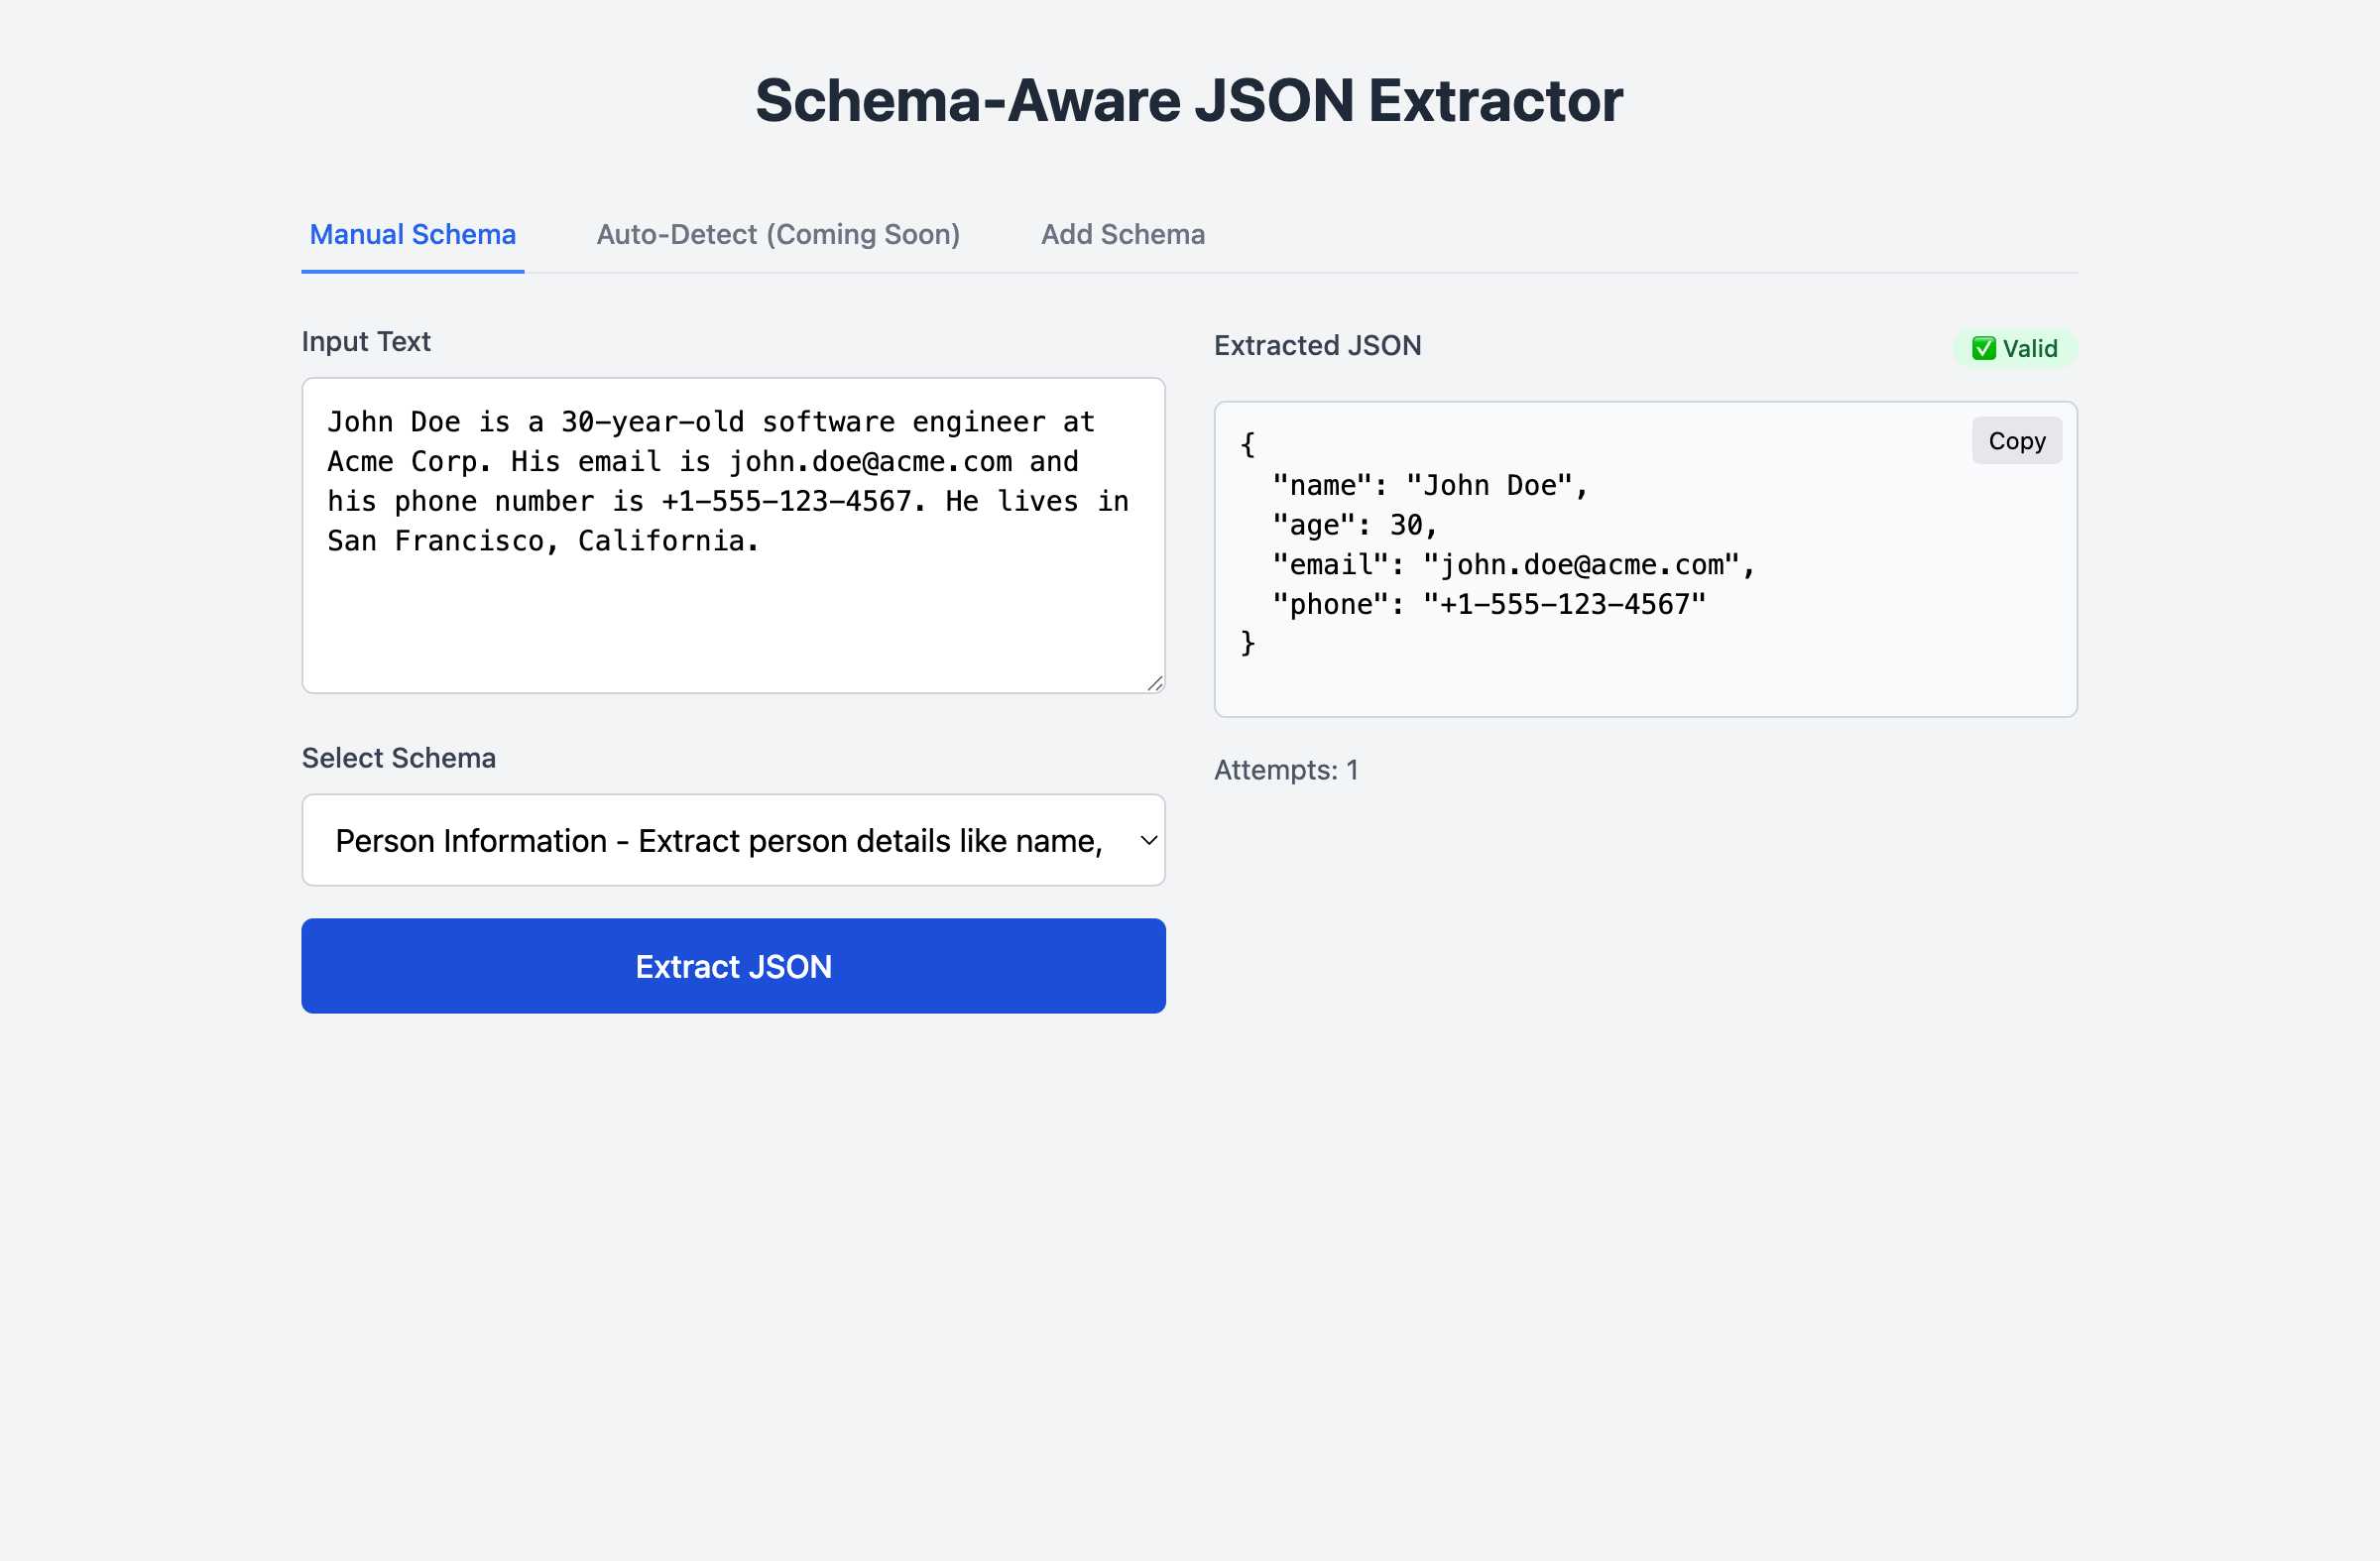 Schema-Aware JSON Extractor
Manual Schema
Auto-Detect (Coming Soon)
Add Schema
Input Text
John Doe is a 30-year-old software engineer at
Acme Corp. His email is john.doe@acme.com and
his phone number is +1-555-123-4567. He lives in
San Francisco, California.
Select Schema
Person Information - Extract person details like name,
Extract JSON
Extracted JSON
✅ Valid
Copy
{
  "name": "John Doe",
  "age": 30,
  "email": "john.doe@acme.com",
  "phone": "+1-555-123-4567"
}
Attempts: 1